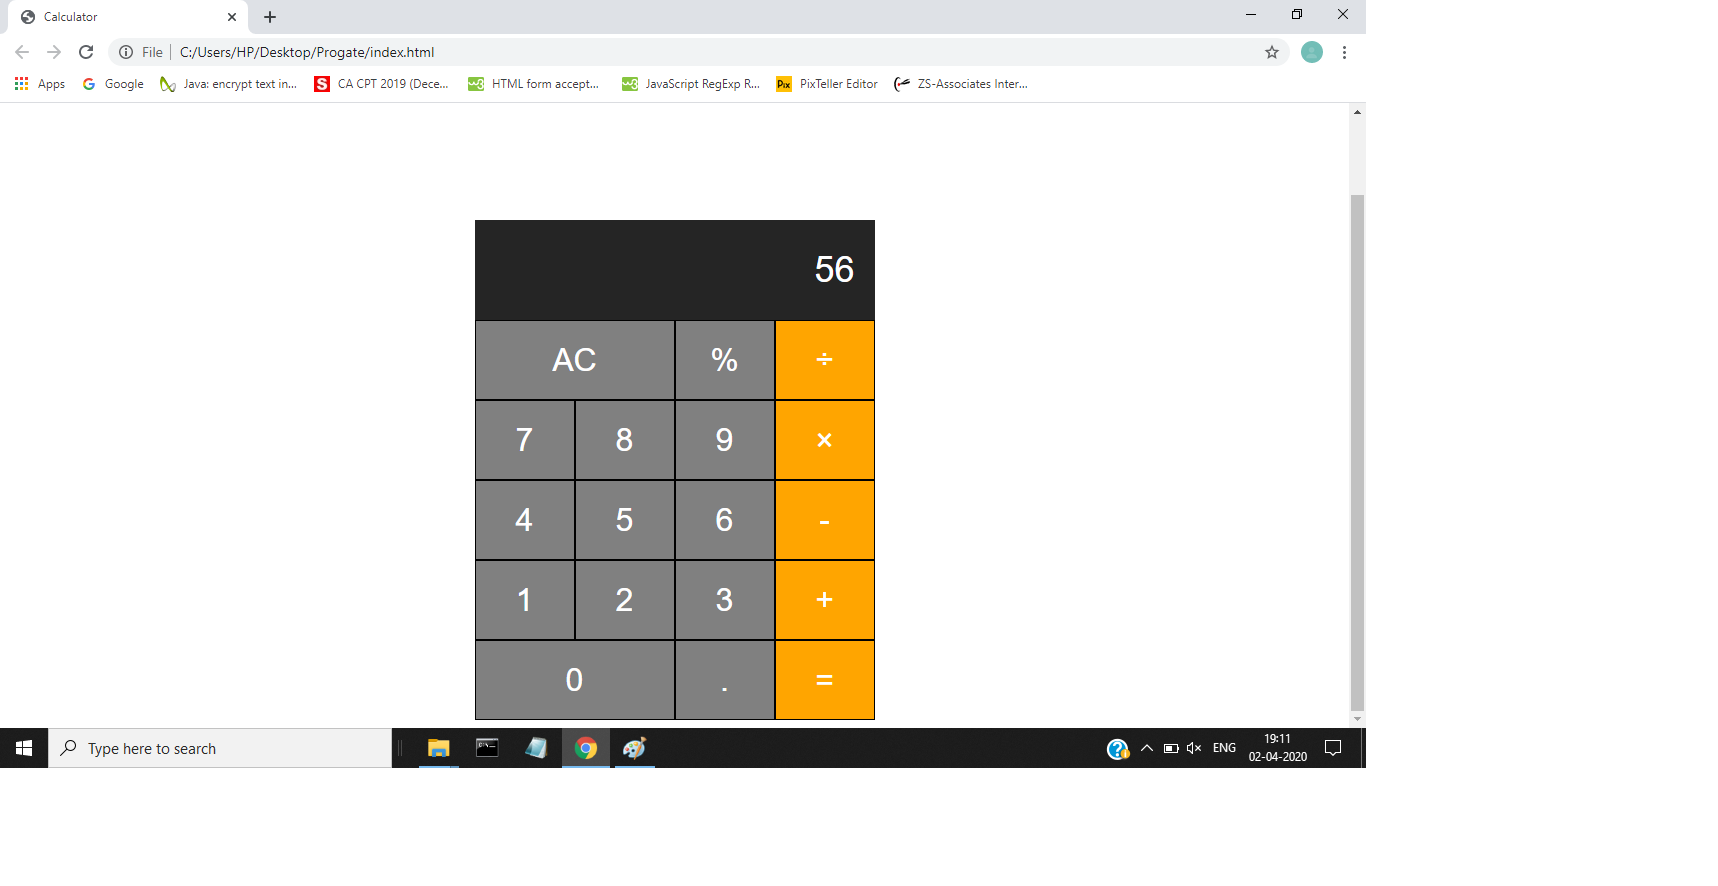 Calculator
File C:/Users/HP/Desktop/Progate/index.html
Apps Google Java: encrypt text in... CA CPT 2019 (Dece... HTML form accept... JavaScript RegExp R... PixTeller Editor ZS-Associates Inter...
56
AC % ÷
7 8 9 ×
4 5 6 -
1 2 3 +
0 . =
Type here to search
ENG
19:11
02-04-2020